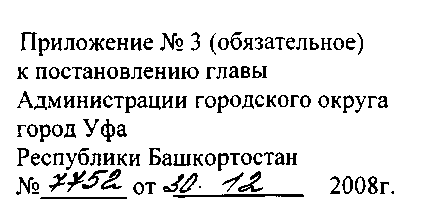 Приложение № 3 (обязательное)
к постановлению главы
Администрации городского округа
город Уфа
Республики Башкортостан
№ 7752 от 30. 12 2008г.